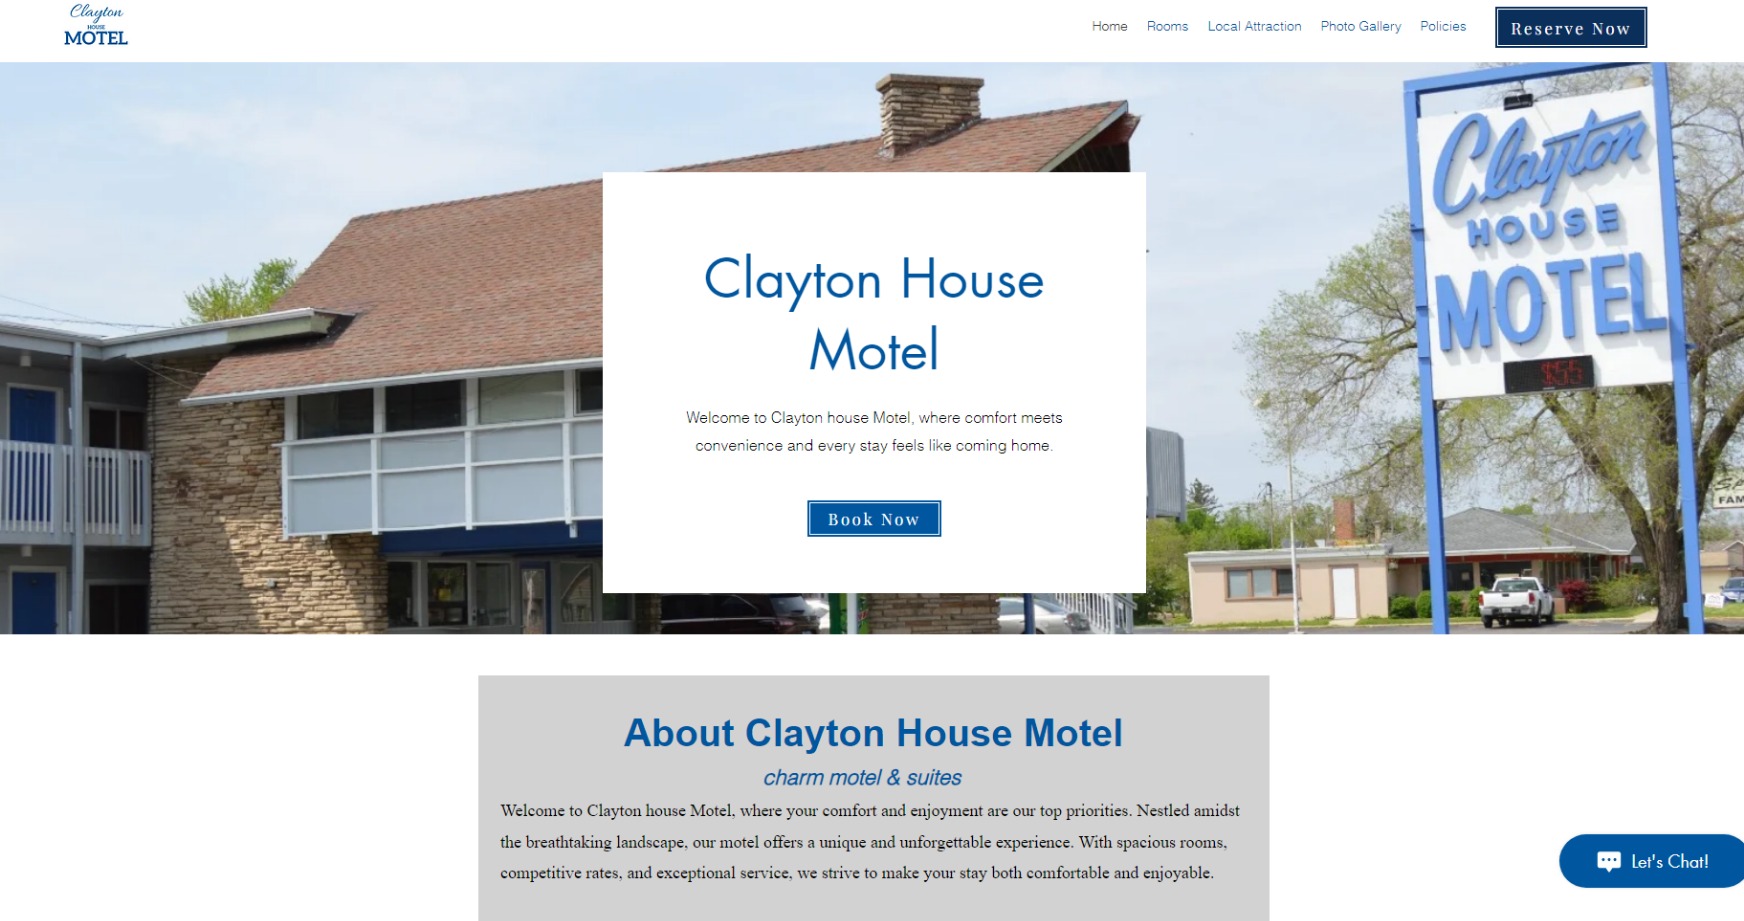 Clayton
HOUSE
MOTEL
Home Rooms Local Attraction Photo Gallery Policies Reserve Now
Clayton
HOUSE
MOTEL
$55
Clayton House
Motel
Welcome to Clayton house Motel, where comfort meets
convenience and every stay feels like coming home.
Book Now
FAM
About Clayton House Motel
charm motel & suites
Welcome to Clayton house Motel, where your comfort and enjoyment are our top priorities. Nestled amidst
the breathtaking landscape, our motel offers a unique and unforgettable experience. With spacious rooms,
competitive rates, and exceptional service, we strive to make your stay both comfortable and enjoyable.
Let's Chat!